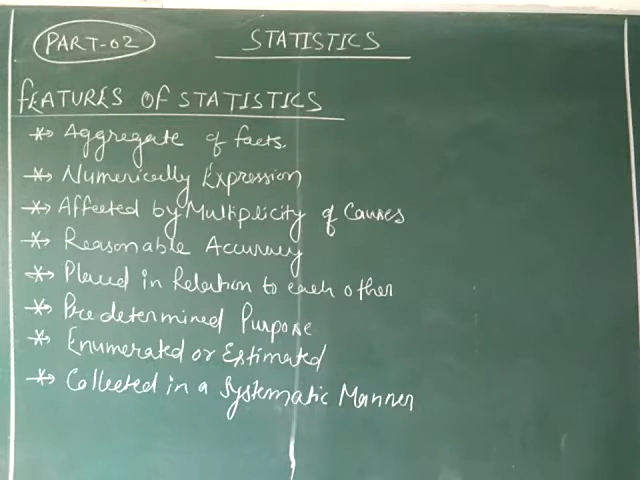 PART-02
STATISTICS
FEATURES OF STATISTICS
Aggregate of facts.
Numerically Expression
Affected by Multiplicity of Causes
Reasonable Accuracy
Placed in Relation to each other
Predetermined Purpose
Enumerated or Estimated
Collected in a Systematic Manner